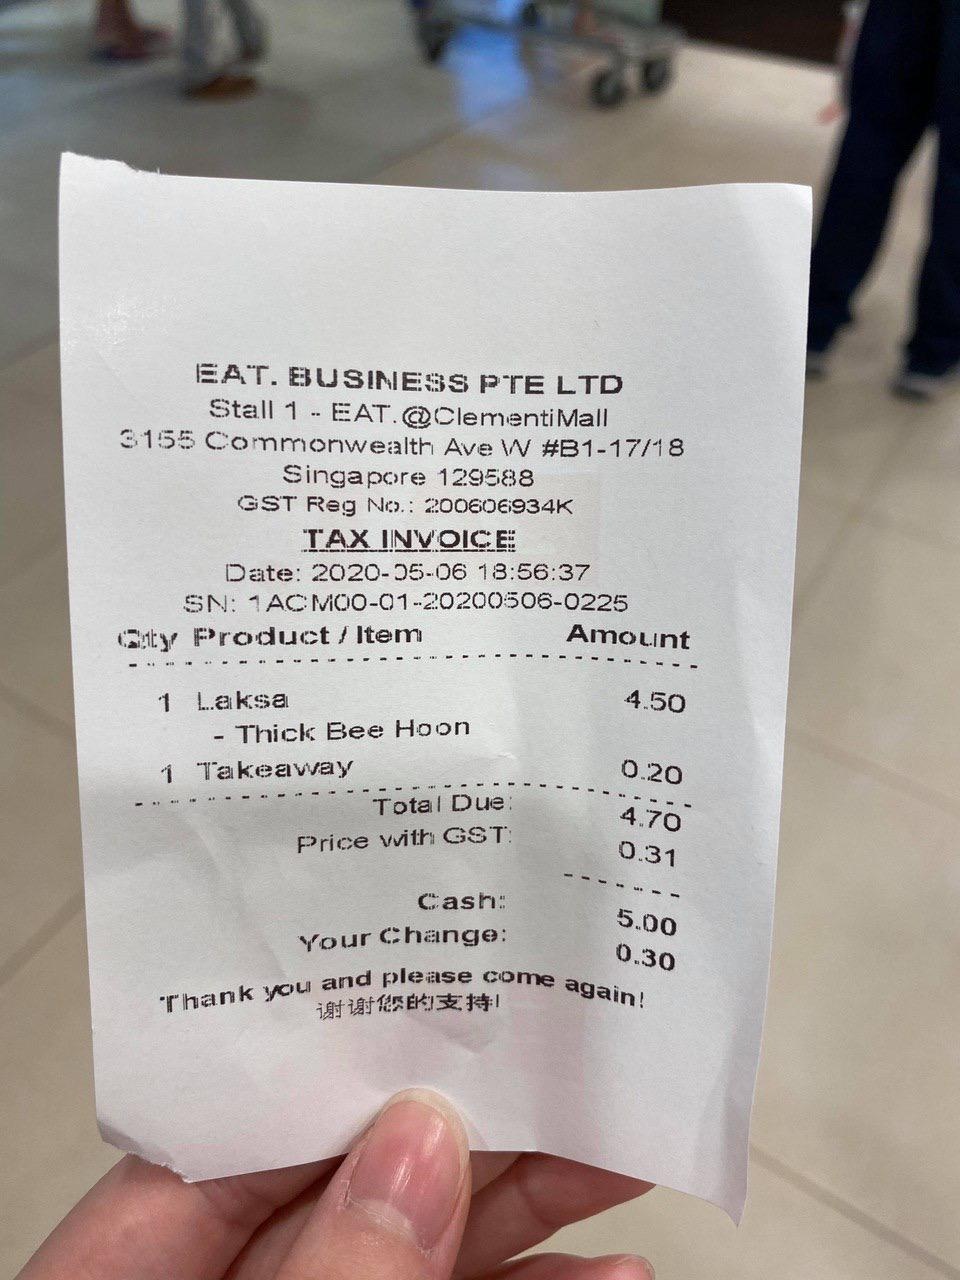 EAT. BUSINESS PTE LTD
Stall 1 - EAT.@ClementiMall
3155 Commonwealth Ave W #B1-17/18
Singapore 129588
GST Reg No.: 200606934K
TAX INVOICE
Date: 2020-05-06 18:56:37
SN: 1ACM00-01-20200506-0225
Qty Product / Item Amount
1 Laksa 4.50
- Thick Bee Hoon
1 Takeaway 0.20
Total Due: 4.70
Price with GST: 0.31
Cash: 5.00
Your Change: 0.30
Thank you and please come again!
谢谢您的支持!